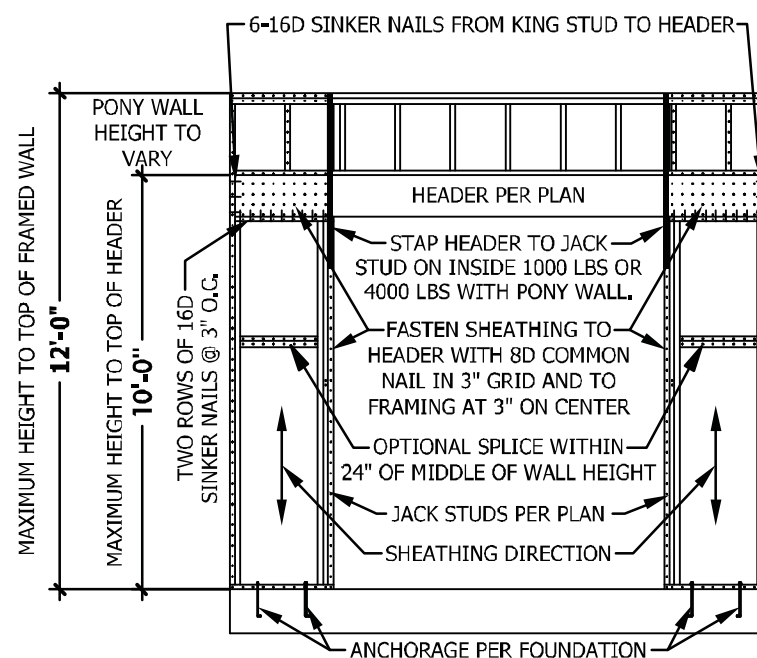 6-16D SINKER NAILS FROM KING STUD TO HEADER
PONY WALL
HEIGHT TO
VARY
HEADER PER PLAN
STAP HEADER TO JACK
STUD ON INSIDE 1000 LBS OR
4000 LBS WITH PONY WALL.
FASTEN SHEATHING TO
HEADER WITH 8D COMMON
NAIL IN 3" GRID AND TO
FRAMING AT 3" ON CENTER
OPTIONAL SPLICE WITHIN
24" OF MIDDLE OF WALL HEIGHT
JACK STUDS PER PLAN
SHEATHING DIRECTION
ANCHORAGE PER FOUNDATION
MAXIMUM HEIGHT TO TOP OF FRAMED WALL
12'-0"
MAXIMUM HEIGHT TO TOP OF HEADER
10'-0"
TWO ROWS OF 16D
SINKER NAILS @ 3" O.C.